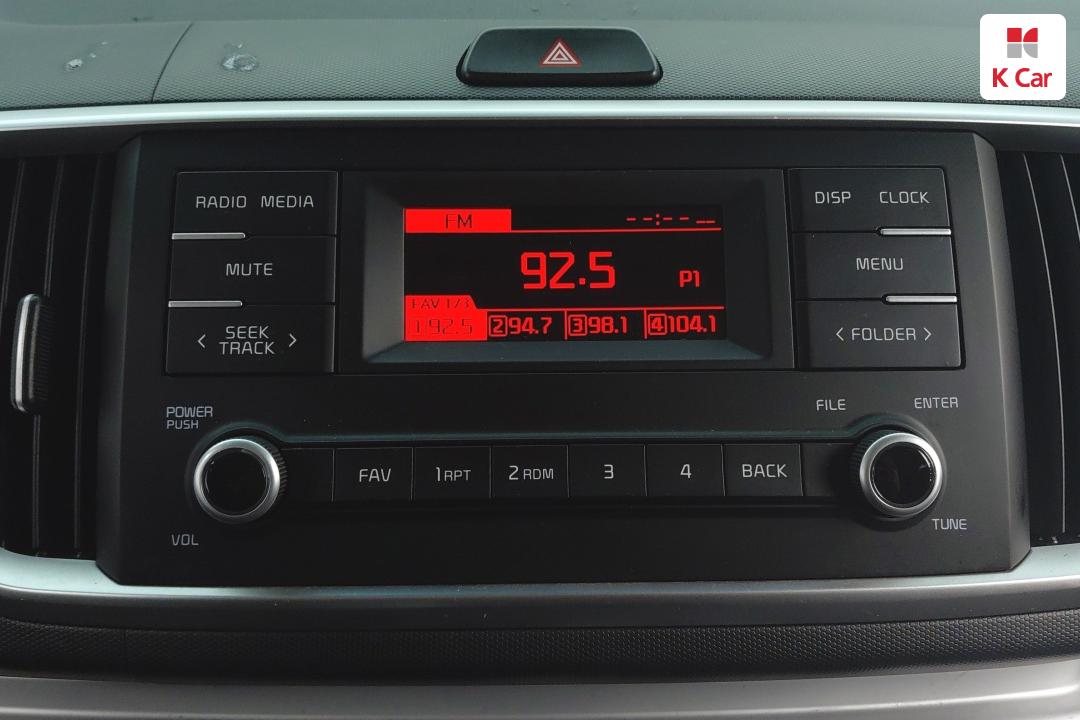 K Car
RADIO MEDIA
DISP CLOCK
FM --:-- --
MUTE
92.5 P1
MENU
FAV 1/3
1 92.5 2 94.7 3 98.1 4 104.1
< SEEK TRACK >
< FOLDER >
POWER
PUSH
FILE ENTER
FAV 1 RPT 2 RDM 3 4 BACK
VOL
TUNE